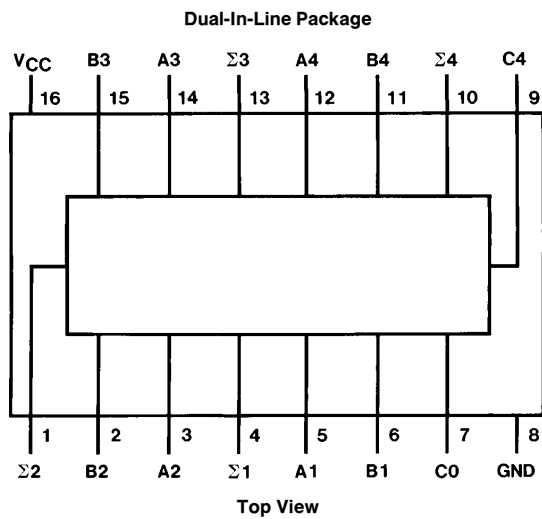 Dual-In-Line Package
VCC B3 A3 Σ3 A4 B4 Σ4 C4
16 15 14 13 12 11 10 9
1 2 3 4 5 6 7 8
Σ2 B2 A2 Σ1 A1 B1 C0 GND
Top View